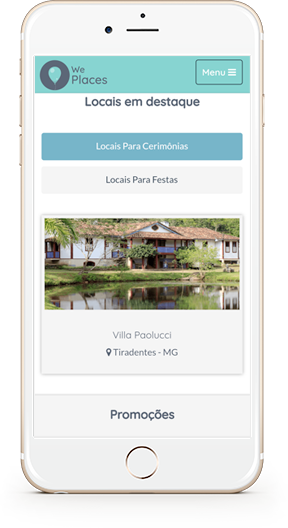 We
Places
Menu
Locais em destaque
Locais Para Cerimônias
Locais Para Festas
Villa Paolucci
Tiradentes - MG
Promoções